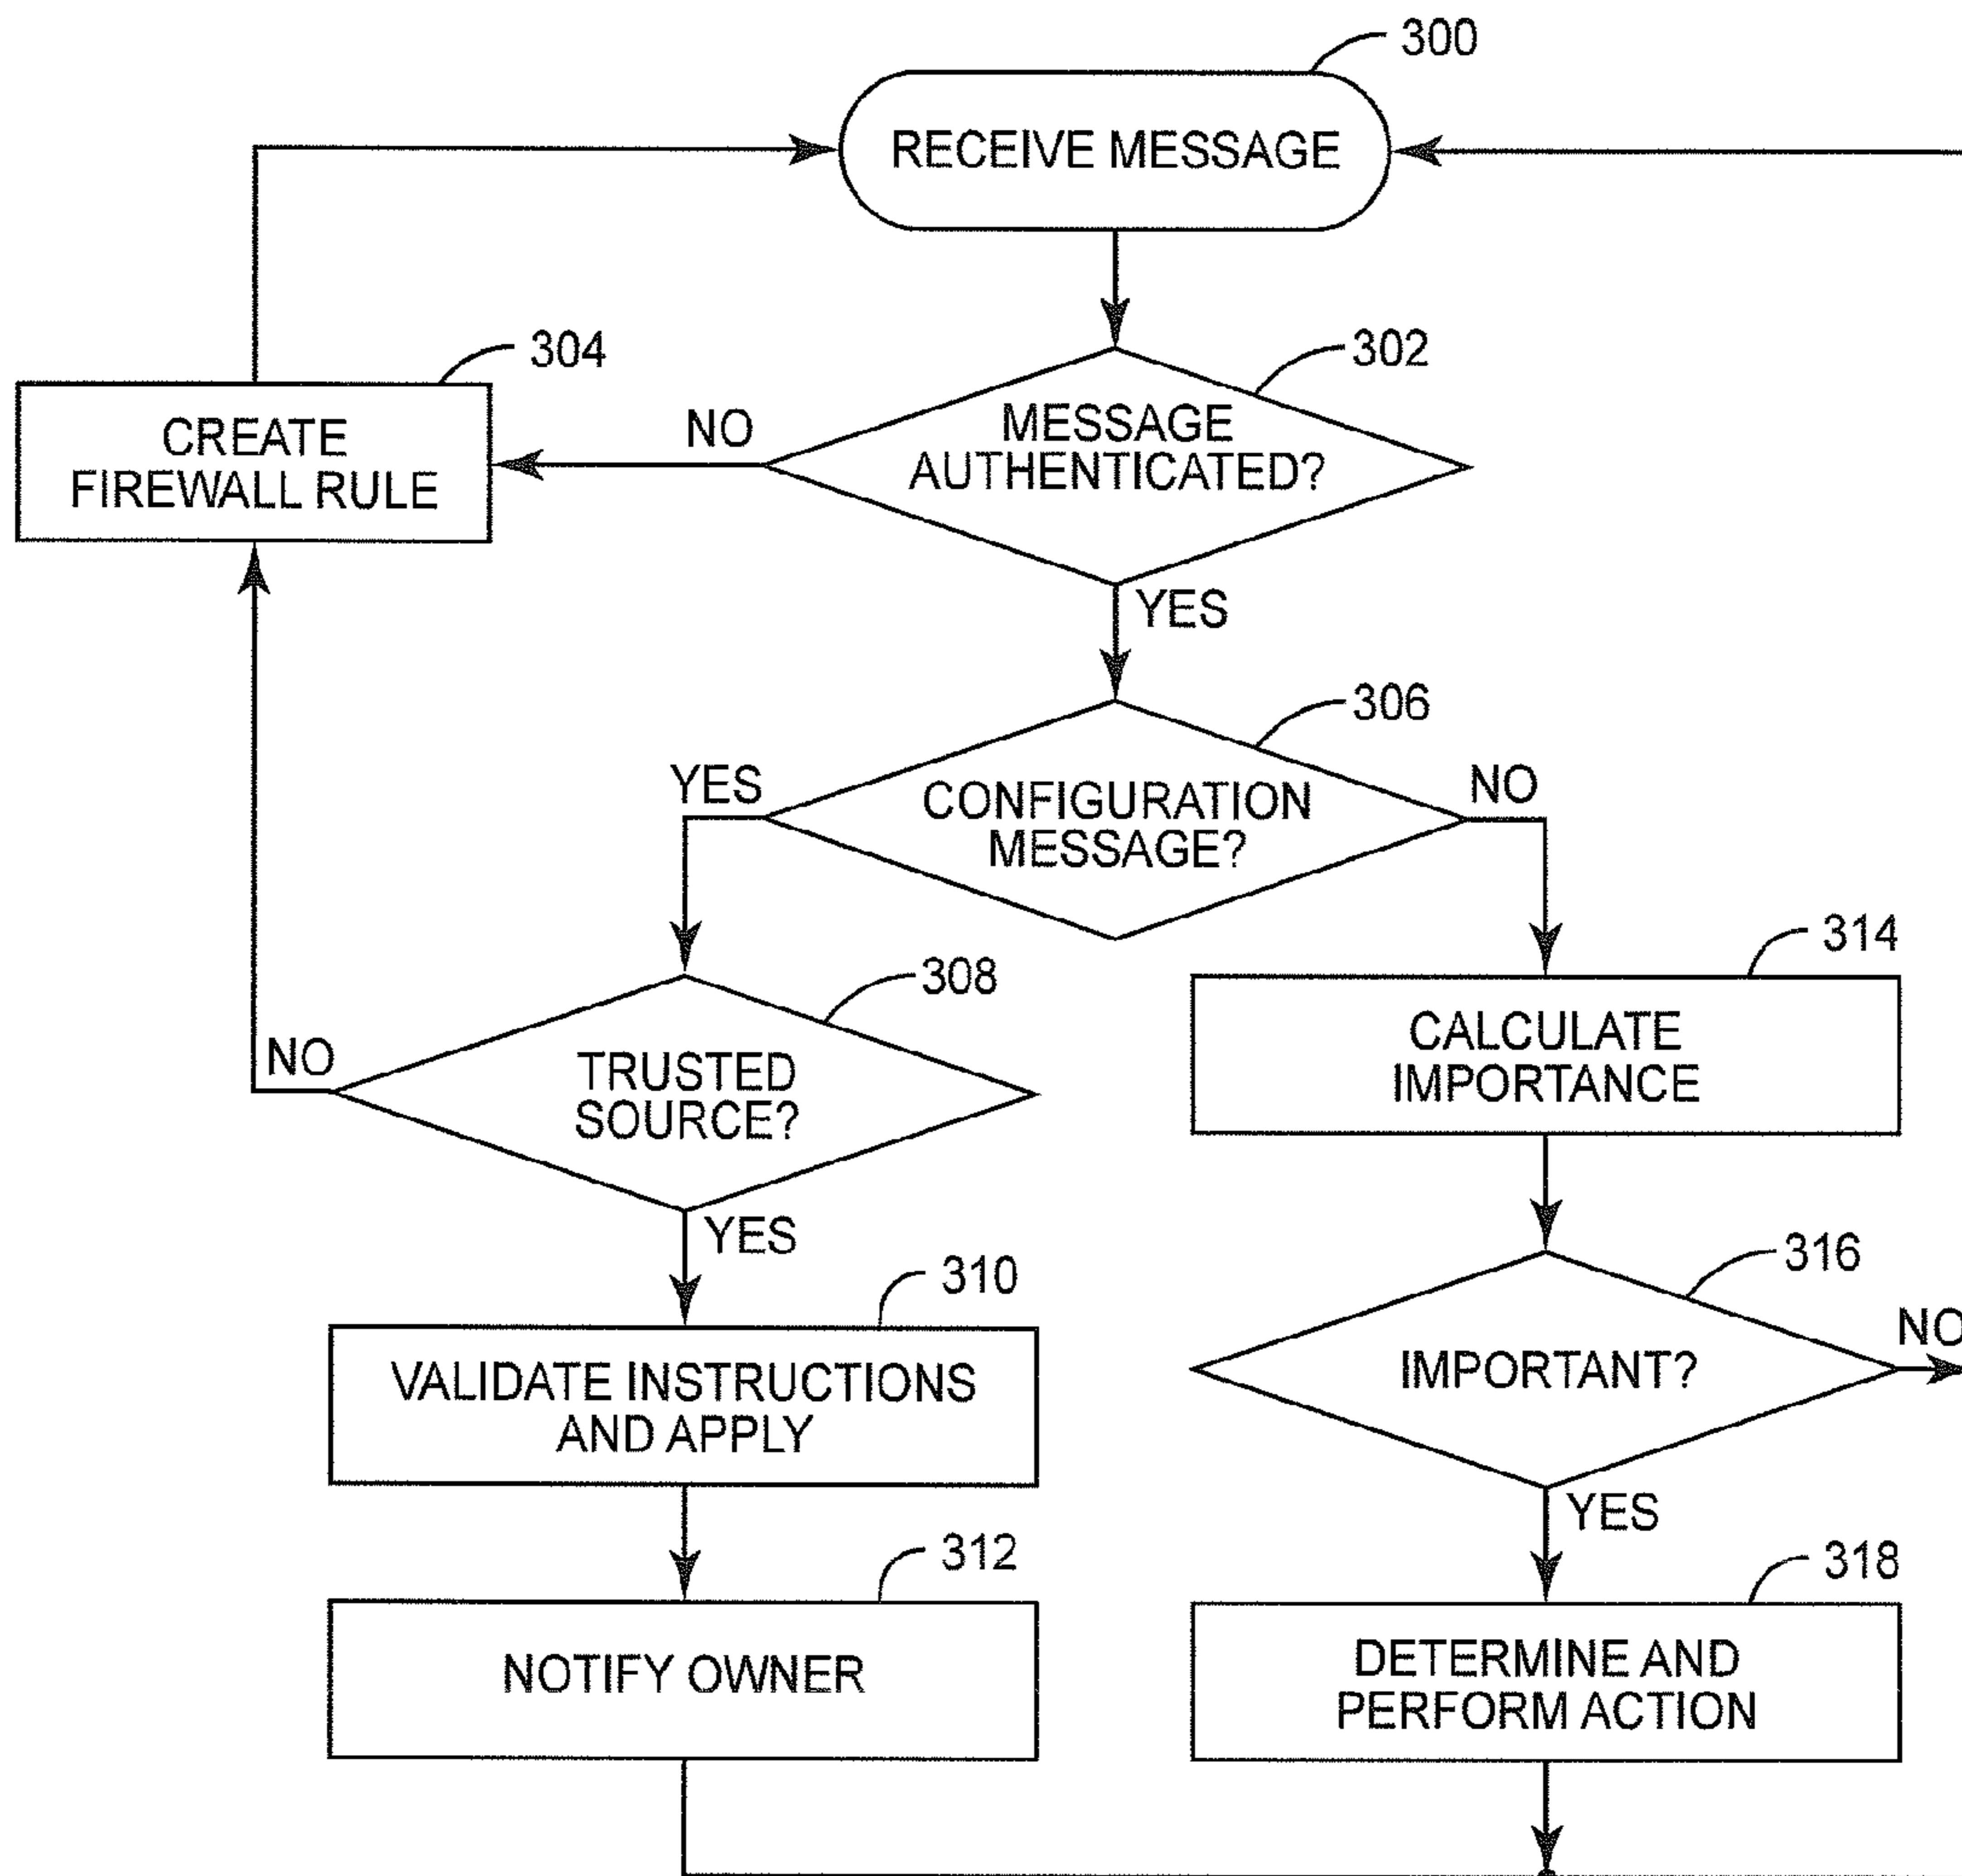 300
RECEIVE MESSAGE
304
302
CREATE
FIREWALL RULE
NO
MESSAGE
AUTHENTICATED?
YES
306
YES
CONFIGURATION
MESSAGE?
NO
308
314
NO
TRUSTED
SOURCE?
CALCULATE
IMPORTANCE
YES
310
316
VALIDATE INSTRUCTIONS
AND APPLY
IMPORTANT?
NO
YES
312
318
NOTIFY OWNER
DETERMINE AND
PERFORM ACTION